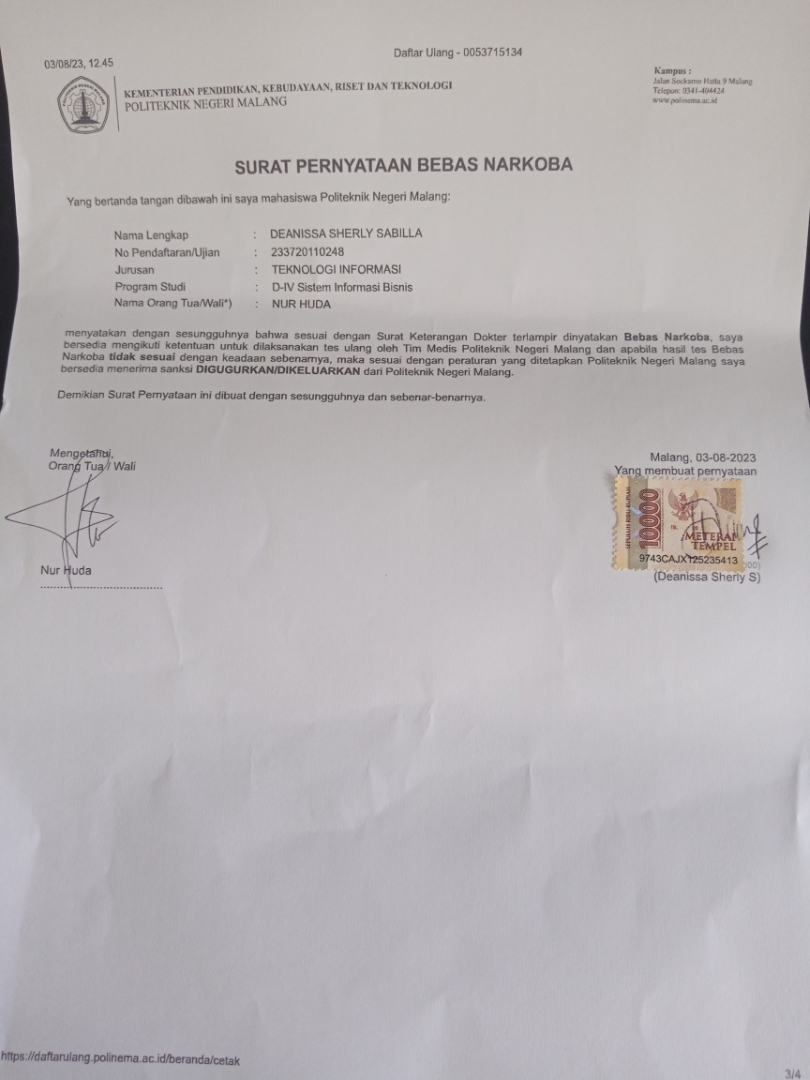 03/08/23, 12.45
Daftar Ulang - 0053715134
KEMENTERIAN PENDIDIKAN, KEBUDAYAAN, RISET DAN TEKNOLOGI
POLITEKNIK NEGERI MALANG
Kampus :
Jalan Soekarno Hatta 9 Malang
Telepon: 0341-404424
www.polinema.ac.id
SURAT PERNYATAAN BEBAS NARKOBA
Yang bertanda tangan dibawah ini saya mahasiswa Politeknik Negeri Malang:
Nama Lengkap : DEANISSA SHERLY SABILLA
No Pendaftaran/Ujian : 233720110248
Jurusan : TEKNOLOGI INFORMASI
Program Studi : D-IV Sistem Informasi Bisnis
Nama Orang Tua/Wali*) : NUR HUDA
menyatakan dengan sesungguhnya bahwa sesuai dengan Surat Keterangan Dokter terlampir dinyatakan Bebas Narkoba, saya
bersedia mengikuti ketentuan untuk dilaksanakan tes ulang oleh Tim Medis Politeknik Negeri Malang dan apabila hasil tes Bebas
Narkoba tidak sesuai dengan keadaan sebenarnya, maka sesuai dengan peraturan yang ditetapkan Politeknik Negeri Malang saya
bersedia menerima sanksi DIGUGURKAN/DIKELUARKAN dari Politeknik Negeri Malang.
Demikian Surat Pernyataan ini dibuat dengan sesungguhnya dan sebenar-benarnya.
Mengetahui,
Orang Tua / Wali
Nur Huda
Malang, 03-08-2023
Yang membuat pernyataan
10000
METERAI
TEMPEL
9743CAJX125235413
(Deanissa Sherly S)
https://daftarulang.polinema.ac.id/beranda/cetak
3/4